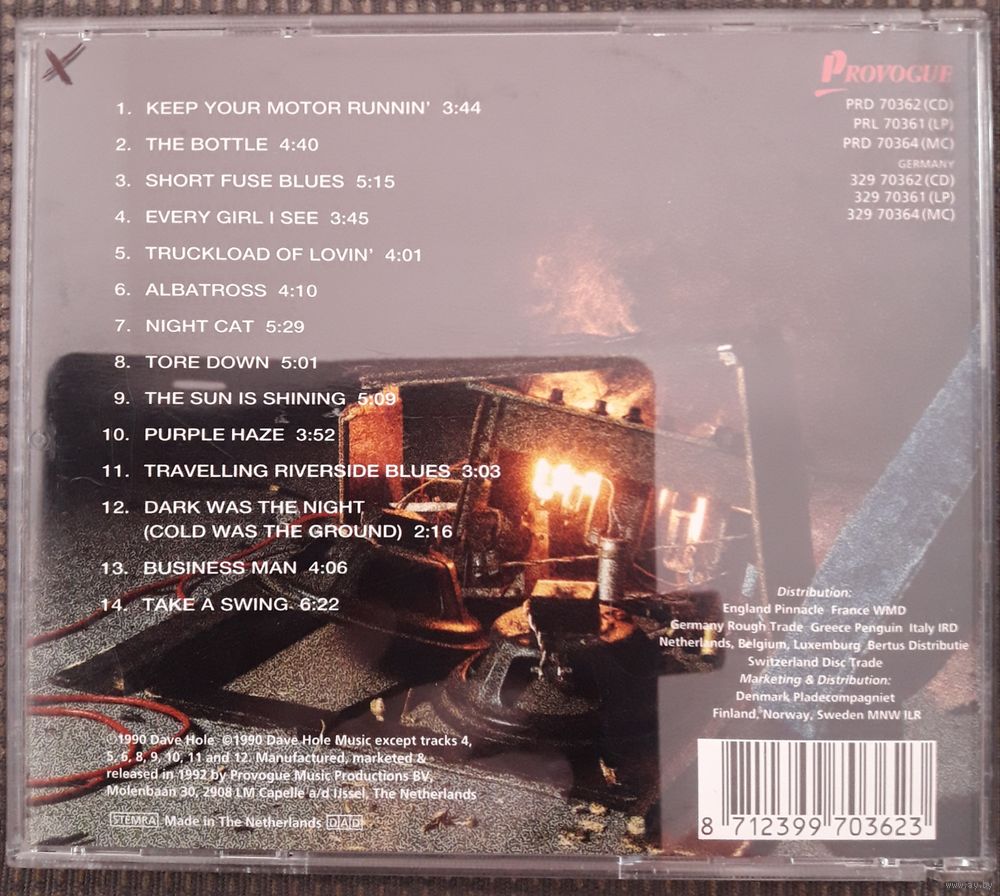 PROVOGUE
PRD 70362 (CD)
PRL 70361 (LP)
PRD 70364 (MC)
GERMANY
329 70362 (CD)
329 70361 (LP)
329 70364 (MC)
1. KEEP YOUR MOTOR RUNNIN' 3:44
2. THE BOTTLE 4:40
3. SHORT FUSE BLUES 5:15
4. EVERY GIRL I SEE 3:45
5. TRUCKLOAD OF LOVIN' 4:01
6. ALBATROSS 4:10
7. NIGHT CAT 5:29
8. TORE DOWN 5:01
9. THE SUN IS SHINING 5:09
10. PURPLE HAZE 3:52
11. TRAVELLING RIVERSIDE BLUES 3:03
12. DARK WAS THE NIGHT
(COLD WAS THE GROUND) 2:16
13. BUSINESS MAN 4:06
14. TAKE A SWING 6:22
Distribution:
England Pinnacle France WMD
Germany Rough Trade Greece Penguin Italy IRD
Netherlands, Belgium, Luxemburg Bertus Distributie
Switzerland Disc Trade
Marketing & Distribution:
Denmark Pladecompagniet
Finland, Norway, Sweden MNW ILR
℗1990 Dave Hole ©1990 Dave Hole Music except tracks 4,
5, 6, 8, 9, 10, 11 and 12. Manufactured, marketed &
released in 1992 by Provogue Music Productions BV,
Molenbaan 30, 2908 LM Capelle a/d IJssel, The Netherlands
STEMRA Made in The Netherlands DAD
8 712399 703623
www.ay.by